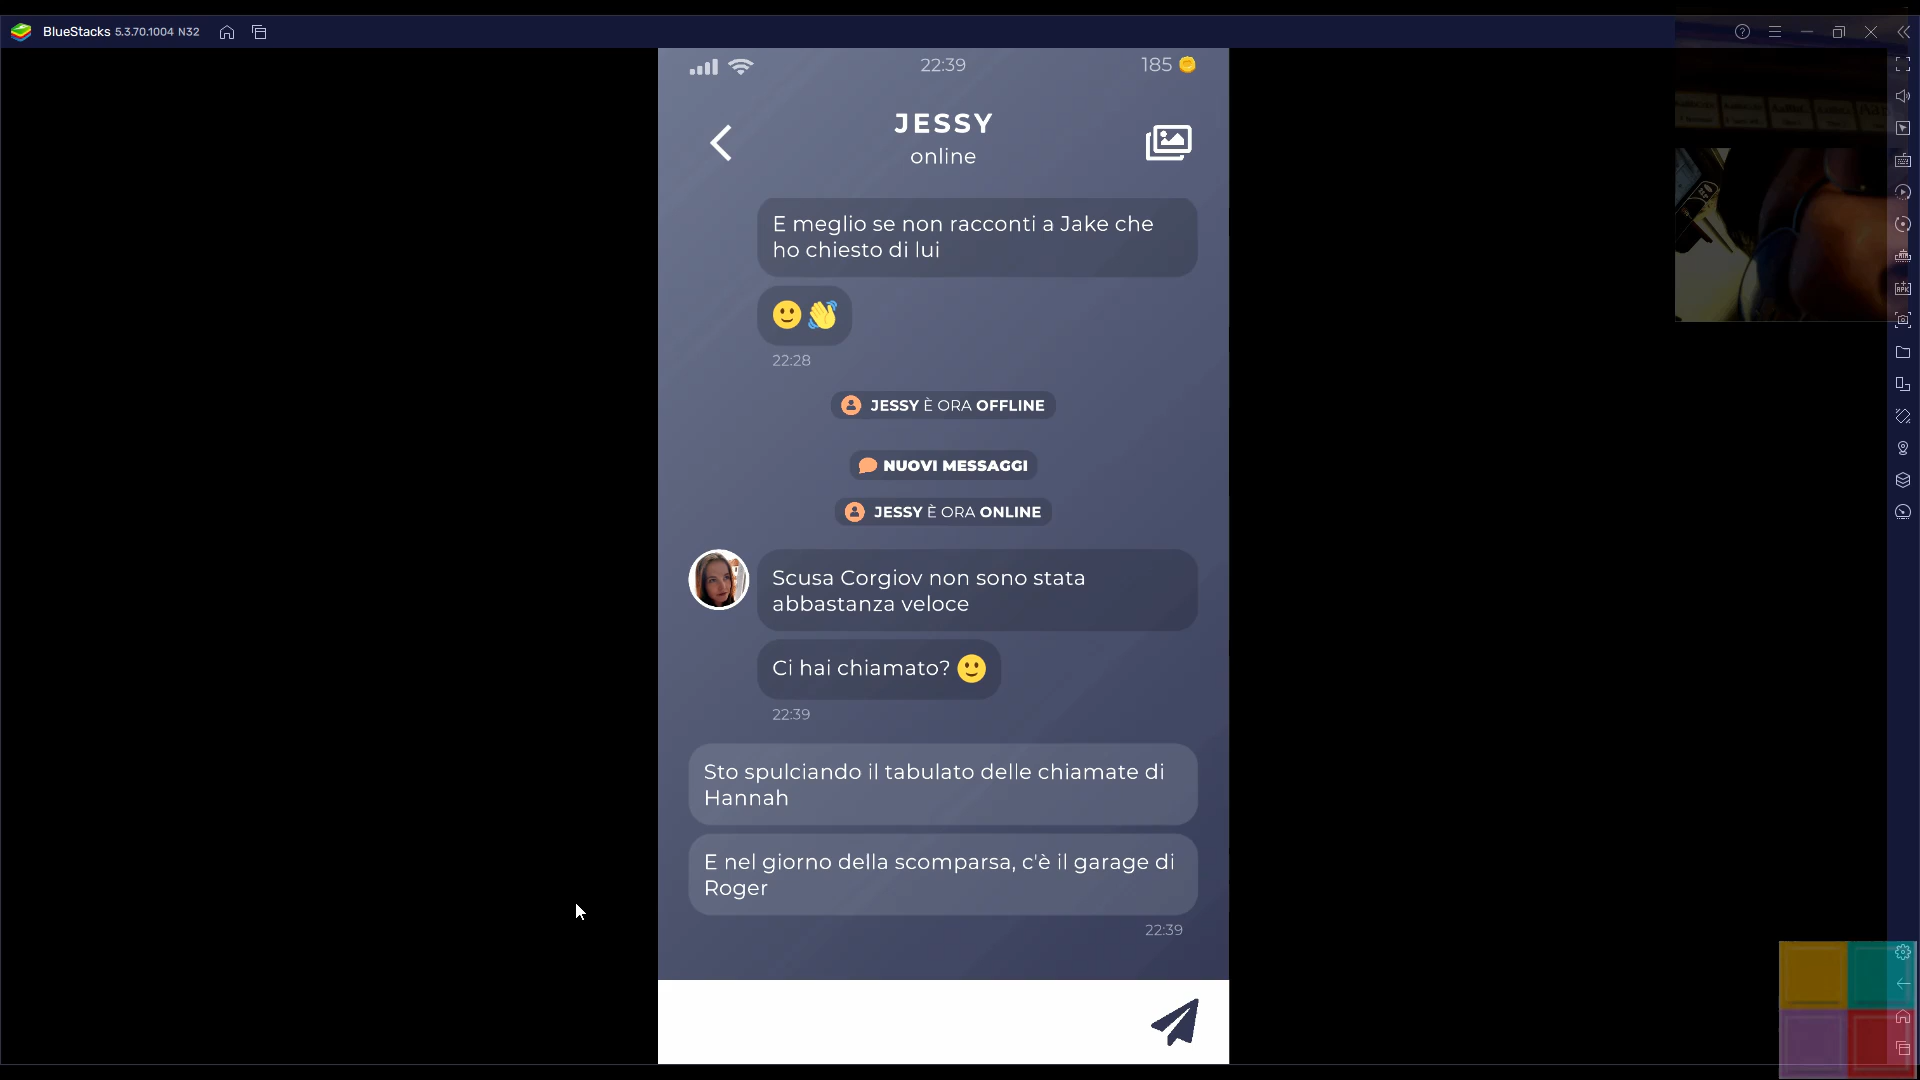 BlueStacks 5.3.70.1004 N32
22:39
185
JESSY
online
E meglio se non racconti a Jake che
ho chiesto di lui
22:28
JESSY È ORA OFFLINE
NUOVI MESSAGGI
JESSY È ORA ONLINE
Scusa Corgiov non sono stata
abbastanza veloce
Ci hai chiamato?
22:39
Sto spulciando il tabulato delle chiamate di
Hannah
E nel giorno della scomparsa, c'è il garage di
Roger
22:39